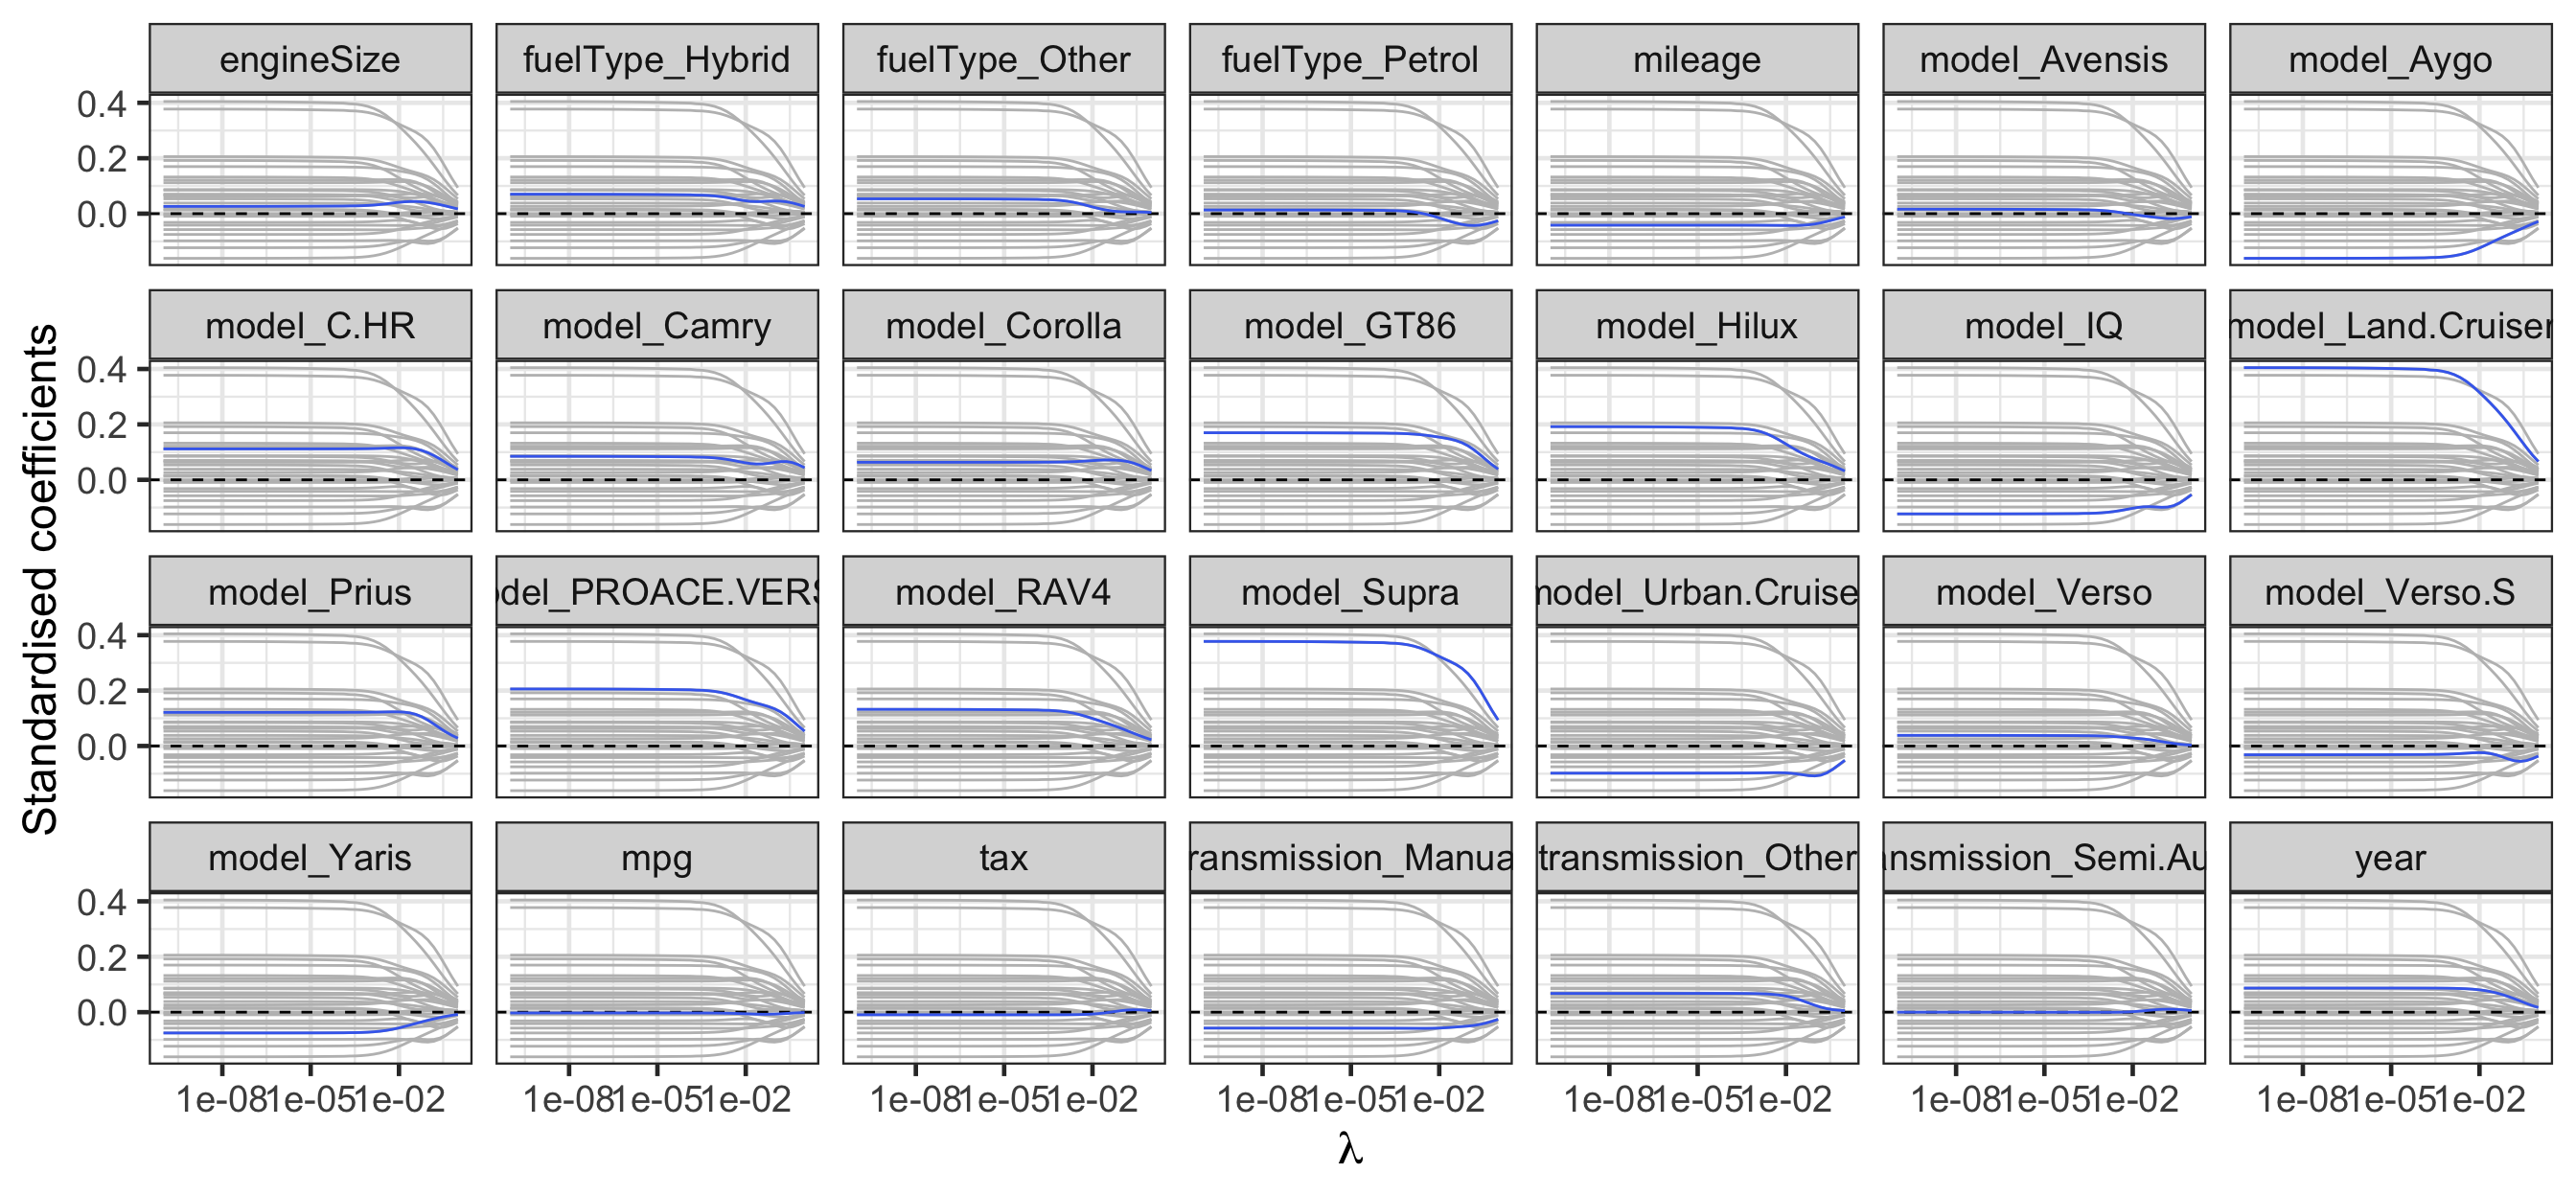 engineSize fuelType_Hybrid fuelType_Other fuelType_Petrol mileage model_Avensis model_Aygo
0.4
0.2
0.0
model_C.HR model_Camry model_Corolla model_GT86 model_Hilux model_IQ model_Land.Cruiser
0.4
0.2
0.0
model_Prius odel_PROACE.VERS model_RAV4 model_Supra model_Urban.Cruise model_Verso model_Verso.S
0.4
0.2
0.0
model_Yaris mpg tax ransmission_Manua transmission_Other ansmission_Semi.Au year
0.4
0.2
0.0
1e-08 1e-05 1e-02 1e-08 1e-05 1e-02 1e-08 1e-05 1e-02 1e-08 1e-05 1e-02 1e-08 1e-05 1e-02 1e-08 1e-05 1e-02 1e-08 1e-05 1e-02
λ
Standardised coefficients